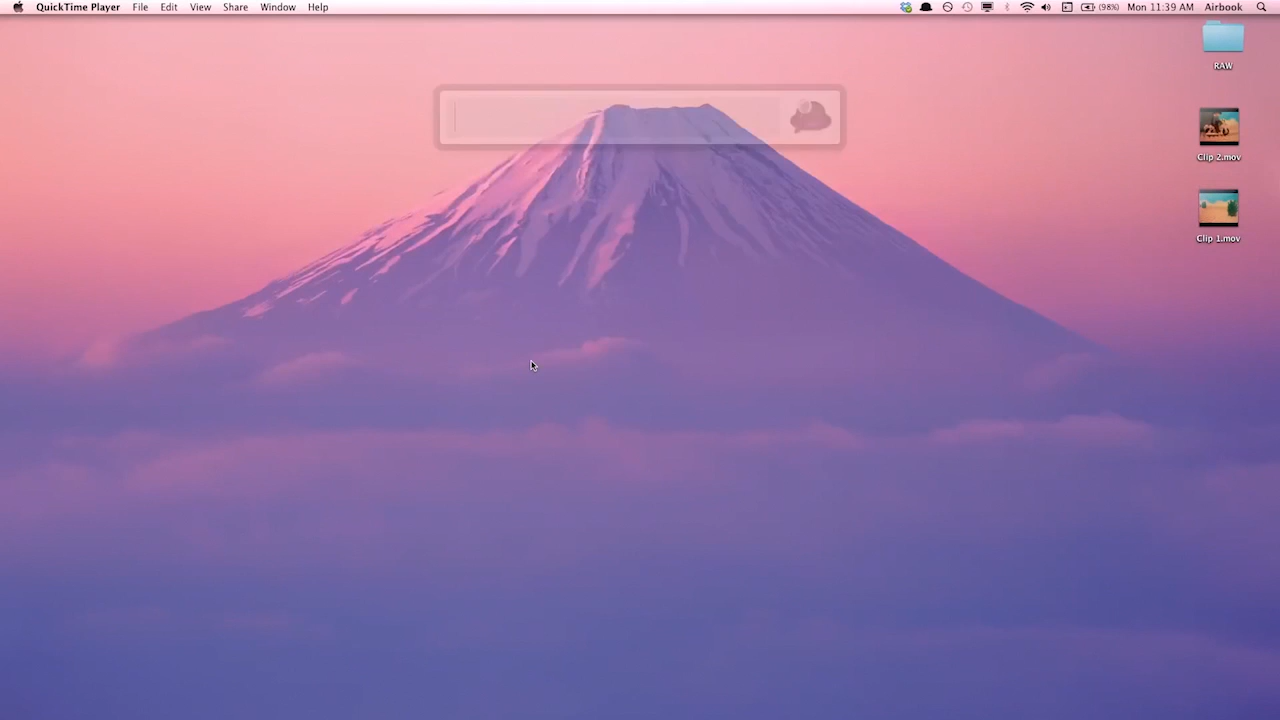 QuickTime Player File Edit View Share Window Help (98%) Mon 11:39 AM Airbook
RAW
Clip 2.mov
Clip 1.mov